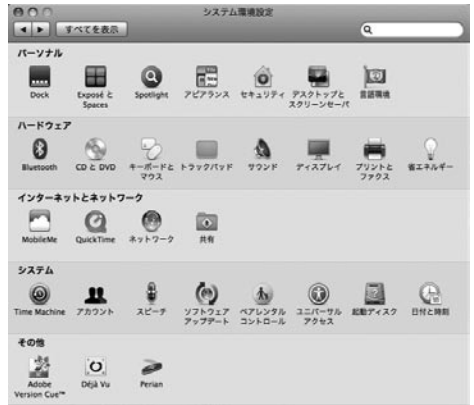 システム環境設定
すべてを表示
パーソナル
Dock
Exposé と
Spaces
Spotlight
アピアランス
セキュリティ
デスクトップと
スクリーンセーバ
言語環境
ハードウェア
Bluetooth
CD と DVD
キーボードと
マウス
トラックパッド
サウンド
ディスプレイ
プリントと
ファクス
省エネルギー
インターネットとネットワーク
MobileMe
QuickTime
ネットワーク
共有
システム
Time Machine
アカウント
スピーチ
ソフトウェア
アップデート
ペアレンタル
コントロール
ユニバーサル
アクセス
起動ディスク
日付と時刻
その他
Adobe
Version Cue™
Déjà Vu
Perian